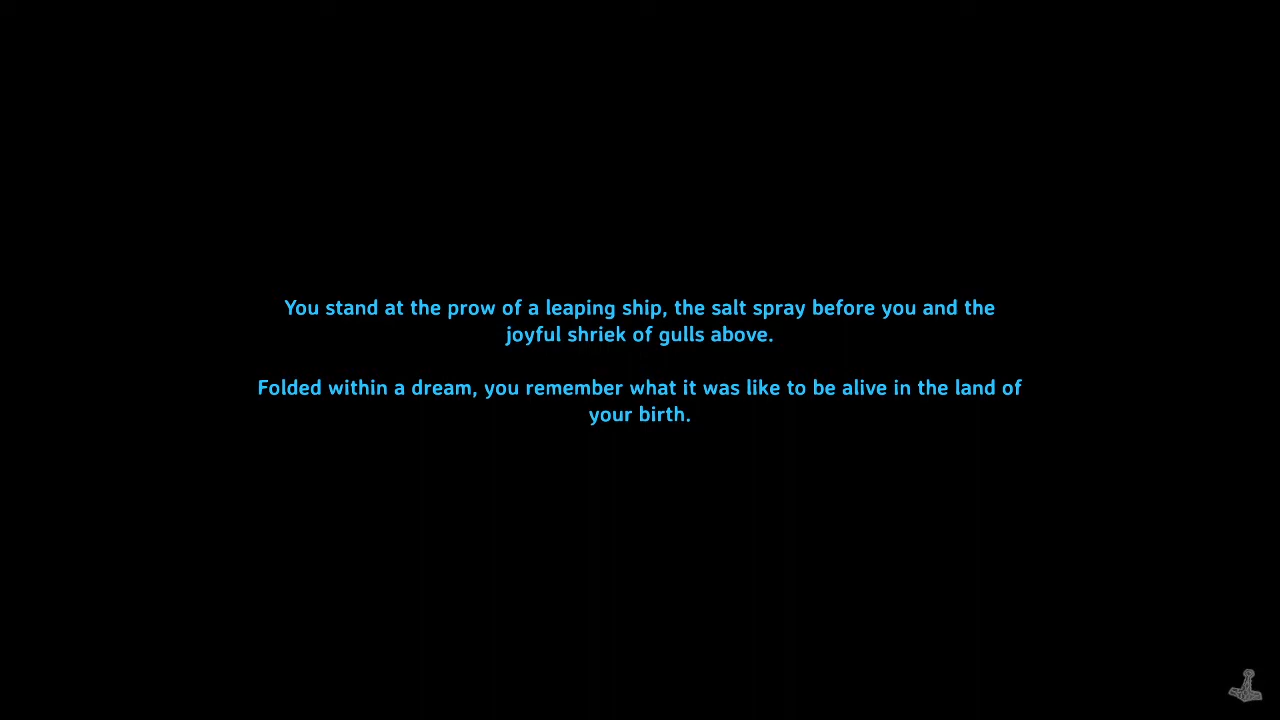 You stand at the prow of a leaping ship, the salt spray before you and the
joyful shriek of gulls above.
Folded within a dream, you remember what it was like to be alive in the land of
your birth.